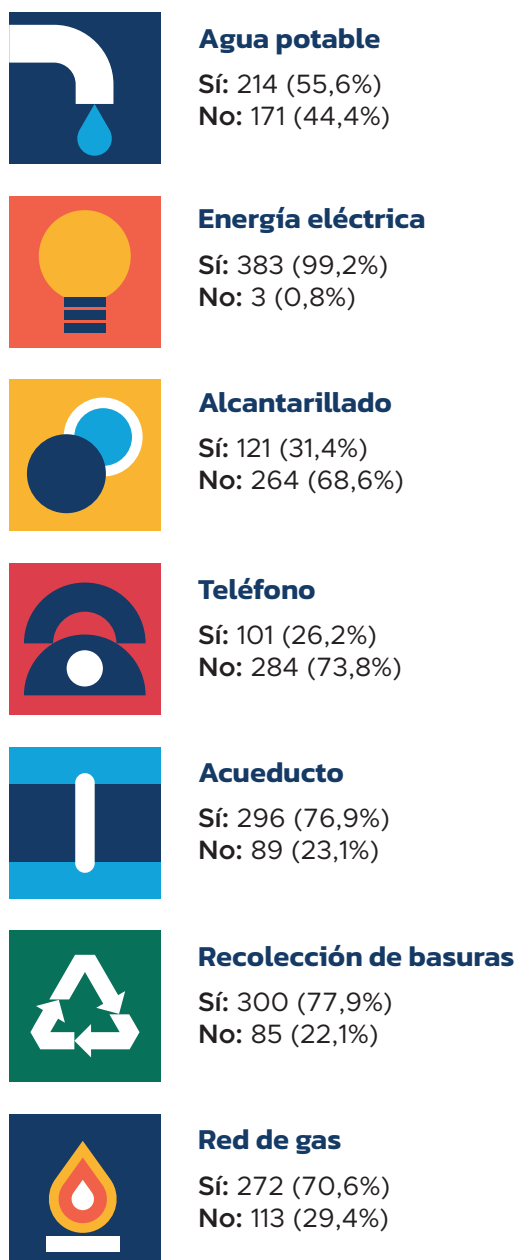 Agua potable
Sí: 214 (55,6%)
No: 171 (44,4%)
Energía eléctrica
Sí: 383 (99,2%)
No: 3 (0,8%)
Alcantarillado
Sí: 121 (31,4%)
No: 264 (68,6%)
Teléfono
Sí: 101 (26,2%)
No: 284 (73,8%)
Acueducto
Sí: 296 (76,9%)
No: 89 (23,1%)
Recolección de basuras
Sí: 300 (77,9%)
No: 85 (22,1%)
Red de gas
Sí: 272 (70,6%)
No: 113 (29,4%)